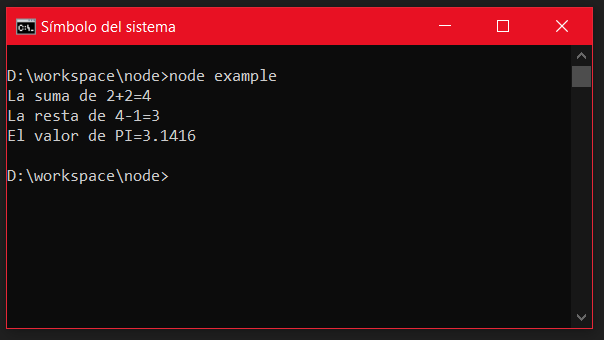 Símbolo del sistema
D:\workspace\node>node example
La suma de 2+2=4
La resta de 4-1=3
El valor de PI=3.1416
D:\workspace\node>